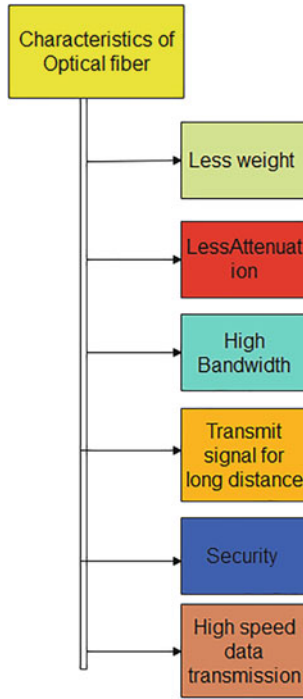 Characteristics of
Optical fiber
Less weight
LessAttenuat
ion
High
Bandwidth
Transmit
signal for
long distance
Security
High speed
data
transmission